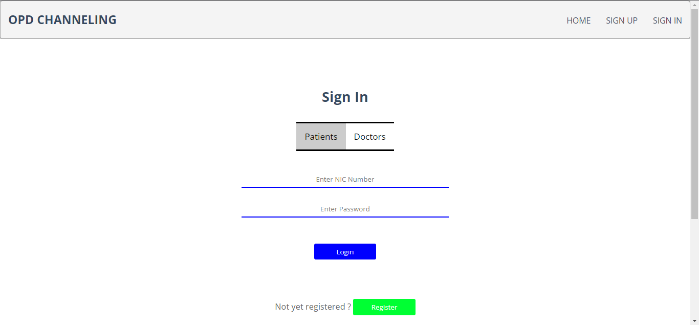 OPD CHANNELING HOME SIGN UP SIGN IN
Sign In
Patients Doctors
Enter NIC Number
Enter Password
Login
Not yet registered ? Register